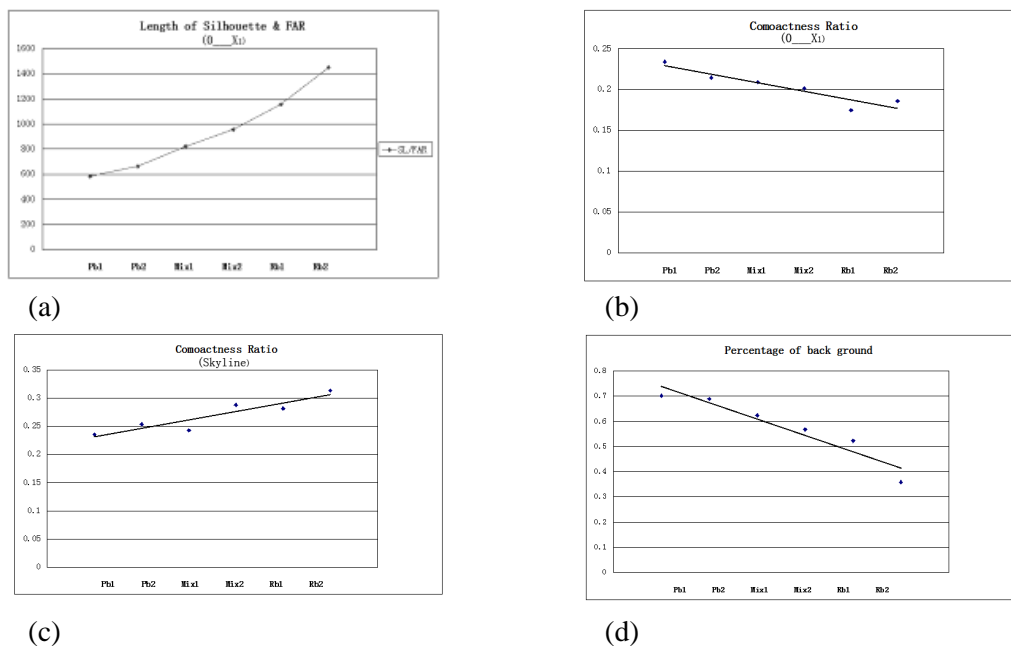 Length of Silhouette & FAR
(0___X1)
1600
1400
1200
1000
800
600
400
200
0
Pb1 Pb2 Mix1 Mix2 Rb1 Rb2
SL/FAR
(a)
Comoactness Ratio
(0___X1)
0.25
0.2
0.15
0.1
0.05
0
Pb1 Pb2 Mix1 Mix2 Rb1 Rb2
(b)
Comoactness Ratio
(Skyline)
0.35
0.3
0.25
0.2
0.15
0.1
0.05
0
Pb1 Pb2 Mix1 Mix2 Rb1 Rb2
(c)
Percentage of back ground
0.8
0.7
0.6
0.5
0.4
0.3
0.2
0.1
0
Pb1 Pb2 Mix1 Mix2 Rb1 Rb2
(d)